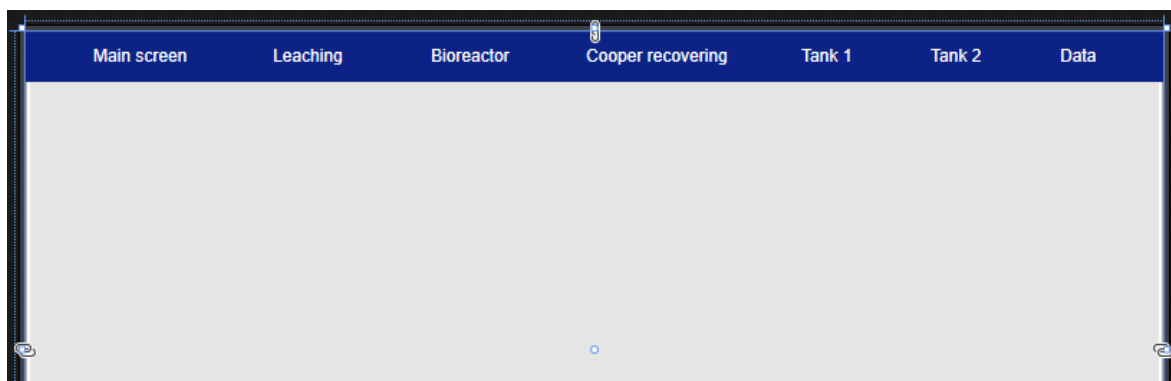 Main screen Leaching Bioreactor Cooper recovering Tank 1 Tank 2 Data